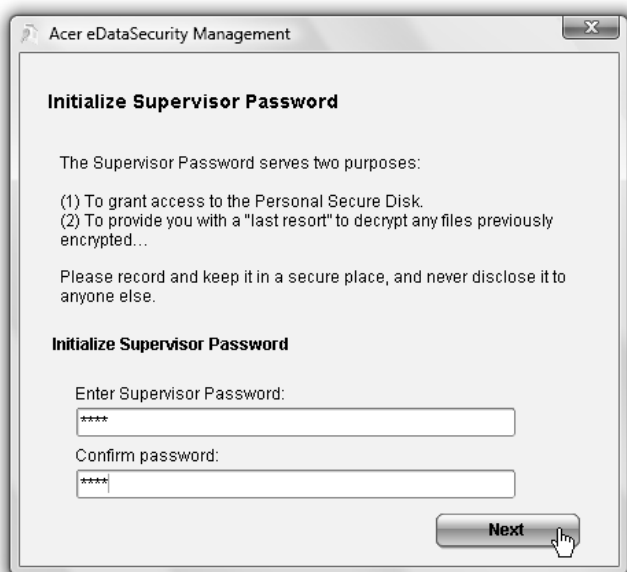 Acer eDataSecurity Management
Initialize Supervisor Password
The Supervisor Password serves two purposes:
(1) To grant access to the Personal Secure Disk.
(2) To provide you with a "last resort" to decrypt any files previously
encrypted...
Please record and keep it in a secure place, and never disclose it to
anyone else.
Initialize Supervisor Password
Enter Supervisor Password:
****
Confirm password:
****
Next